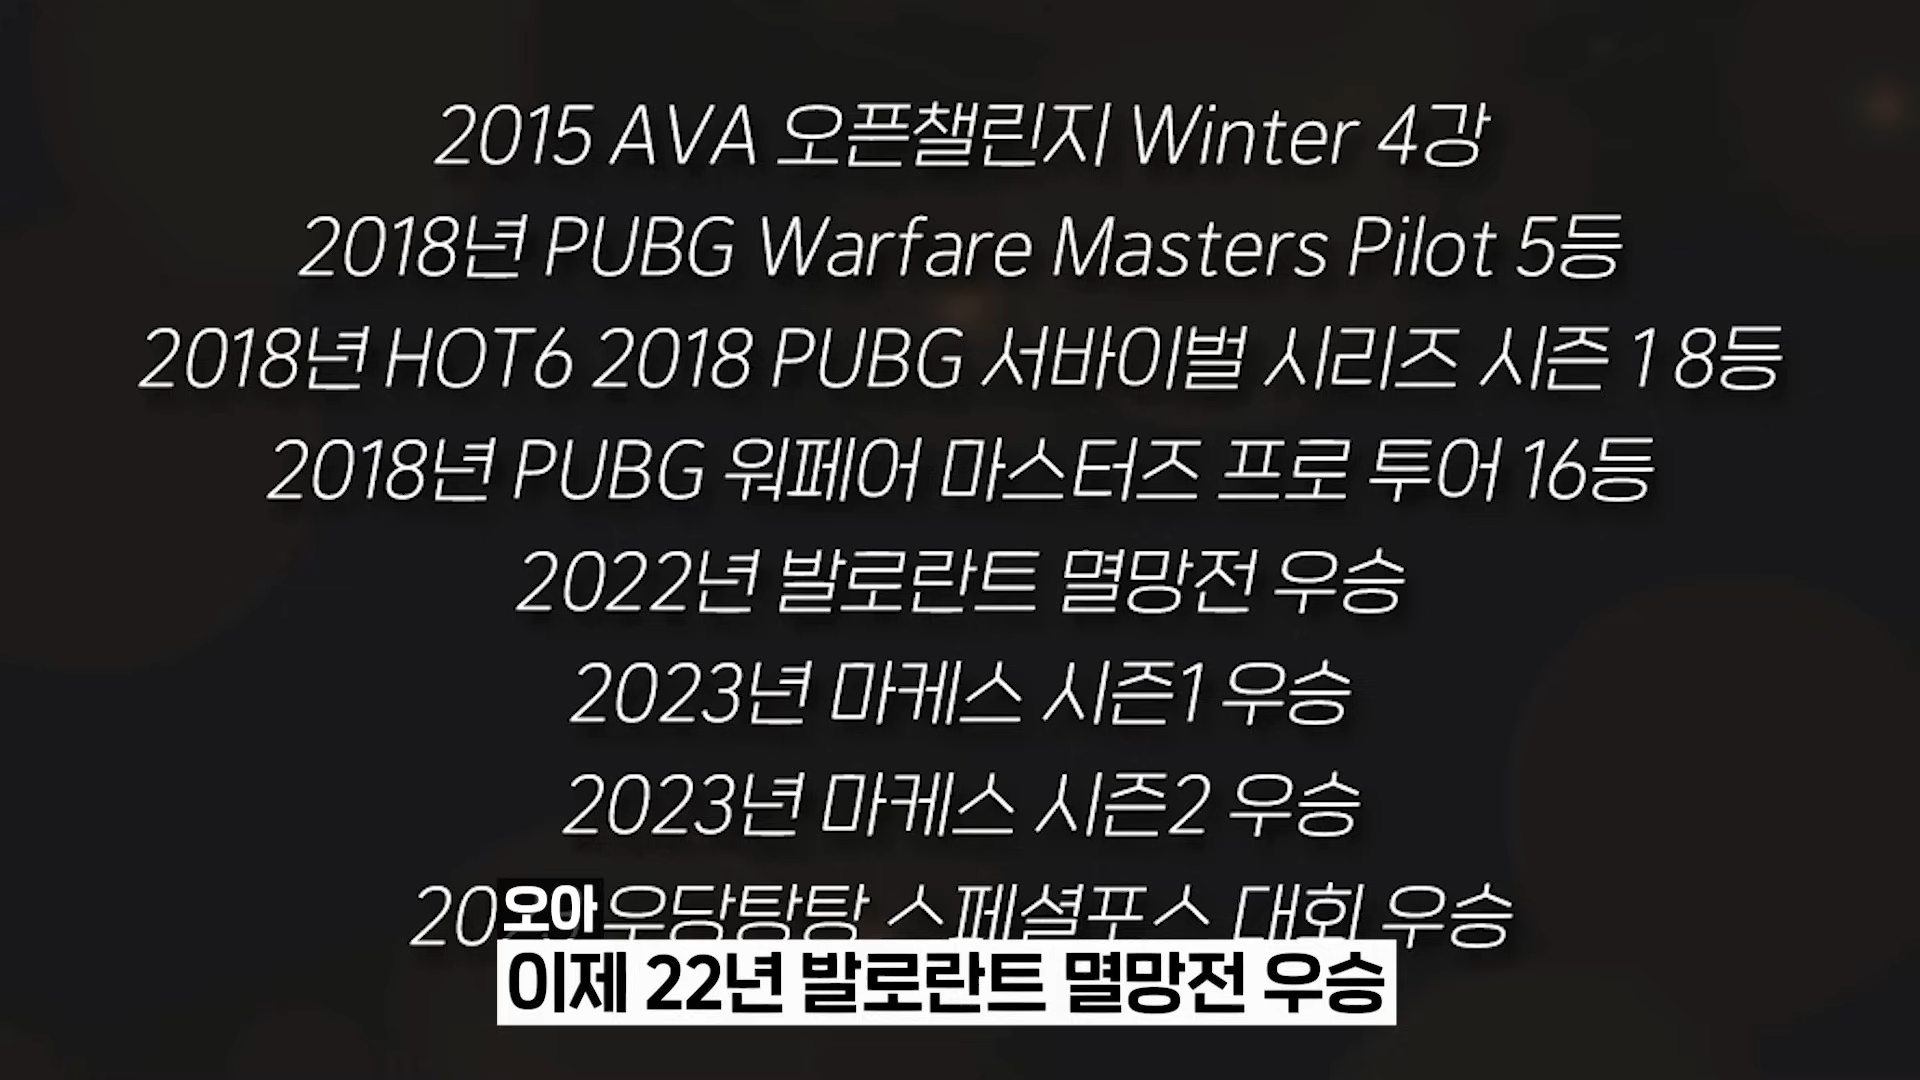 2015 AVA 오픈챌린지 Winter 4강
2018년 PUBG Warfare Masters Pilot 5등
2018년 HOT6 2018 PUBG 서바이벌 시리즈 시즌 1 8등
2018년 PUBG 워페어 마스터즈 프로 투어 16등
2022년 발로란트 멸망전 우승
2023년 마케스 시즌1 우승
2023년 마케스 시즌2 우승
우당탕탕 스페셜포스 대회 우승
오아
이제 22년 발로란트 멸망전 우승